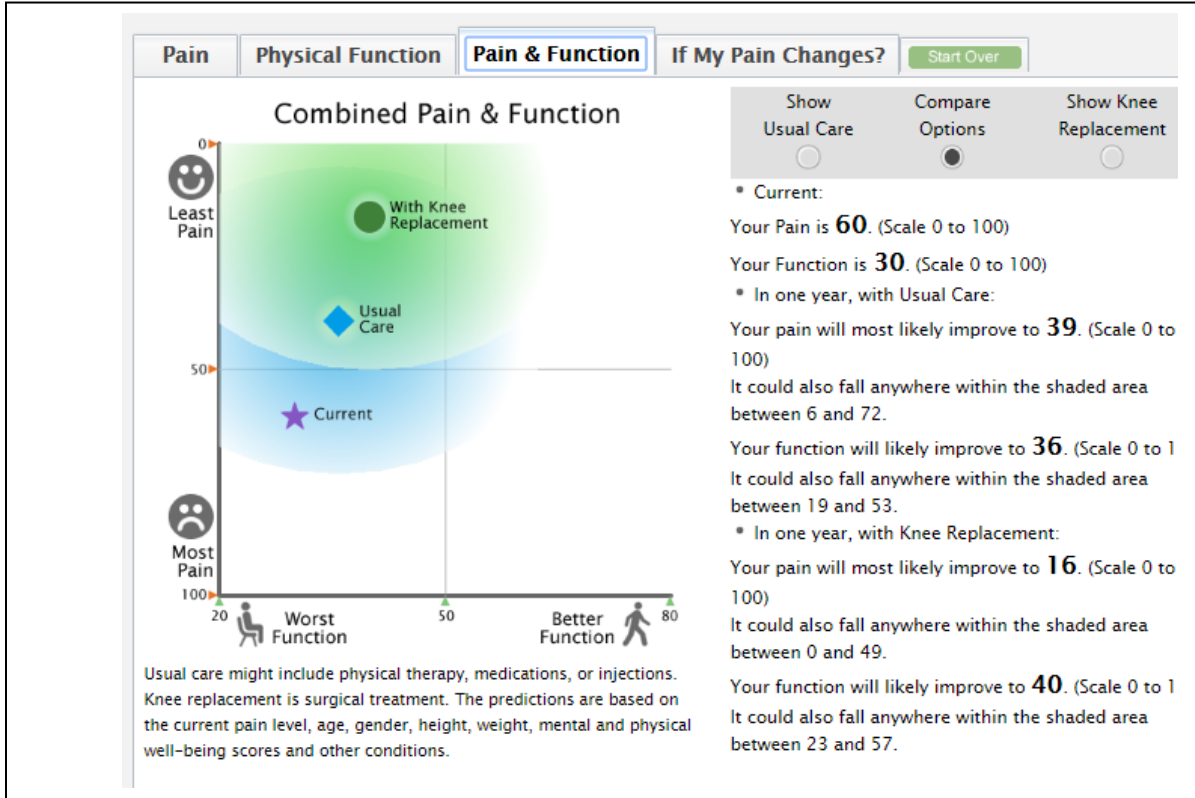 Pain
Physical Function
Pain & Function
If My Pain Changes?
Start Over
Combined Pain & Function
0
Least
Pain
With Knee
Replacement
Usual
Care
50
Current
Most
Pain
100
20
Worst
Function
50
Better
Function
80
Usual care might include physical therapy, medications, or injections.
Knee replacement is surgical treatment. The predictions are based on
the current pain level, age, gender, height, weight, mental and physical
well-being scores and other conditions.
Show
Usual Care
Compare
Options
Show Knee
Replacement
• Current:
Your Pain is 60. (Scale 0 to 100)
Your Function is 30. (Scale 0 to 100)
• In one year, with Usual Care:
Your pain will most likely improve to 39. (Scale 0 to
100)
It could also fall anywhere within the shaded area
between 6 and 72.
Your function will likely improve to 36. (Scale 0 to 1
It could also fall anywhere within the shaded area
between 19 and 53.
• In one year, with Knee Replacement:
Your pain will most likely improve to 16. (Scale 0 to
100)
It could also fall anywhere within the shaded area
between 0 and 49.
Your function will likely improve to 40. (Scale 0 to 1
It could also fall anywhere within the shaded area
between 23 and 57.